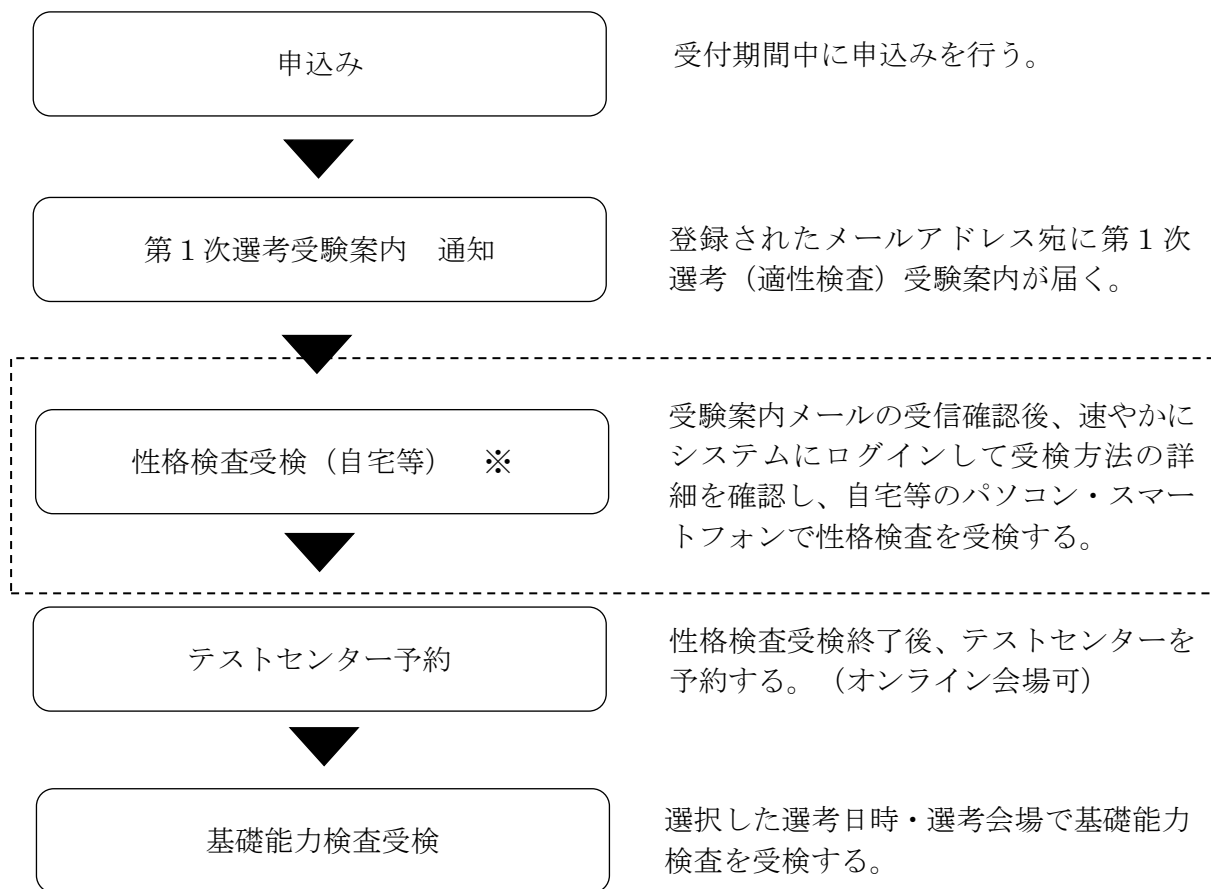 申込み
受付期間中に申込みを行う。
第１次選考受験案内　通知
登録されたメールアドレス宛に第１次
選考（適性検査）受験案内が届く。
性格検査受検（自宅等）　※
受験案内メールの受信確認後、速やかに
システムにログインして受検方法の詳
細を確認し、自宅等のパソコン・スマー
トフォンで性格検査を受検する。
テストセンター予約
性格検査受検終了後、テストセンターを
予約する。（オンライン会場可）
基礎能力検査受検
選択した選考日時・選考会場で基礎能力
検査を受検する。